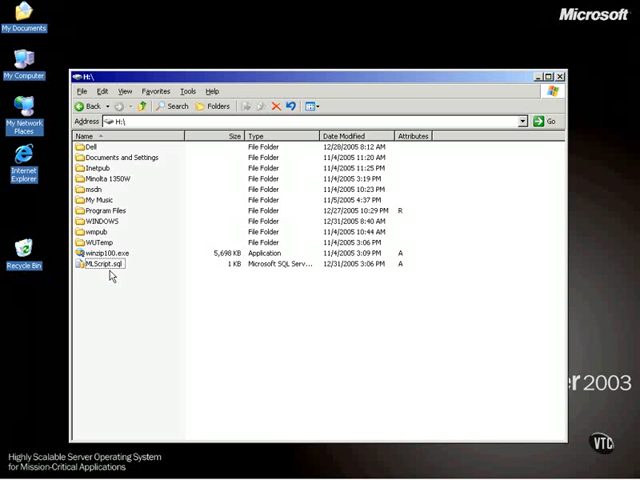 My Documents
Microsoft
My Computer
My Network
Places
Internet
Explorer
Recycle Bin
H:\
File Edit View Favorites Tools Help
Back Search Folders
Address H:\ Go
Name Size Type Date Modified Attributes
Dell File Folder 12/28/2005 8:12 AM
Documents and Settings File Folder 11/4/2005 11:20 AM
Inetpub File Folder 11/4/2005 11:25 PM
Minolta 1350W File Folder 11/4/2005 3:19 PM
msdn File Folder 11/4/2005 10:23 PM
My Music File Folder 11/5/2005 4:37 PM
Program Files File Folder 12/27/2005 10:29 PM R
WINDOWS File Folder 12/31/2005 8:40 AM
wmpub File Folder 11/4/2005 10:44 AM
WUTemp File Folder 11/4/2005 3:06 PM
winzip100.exe 5,698 KB Application 11/4/2005 3:09 PM A
MLScript.sql 1 KB Microsoft SQL Serv... 12/31/2005 3:06 PM A
er 2003
VTC
Highly Scalable Server Operating System
for Mission-Critical Applications